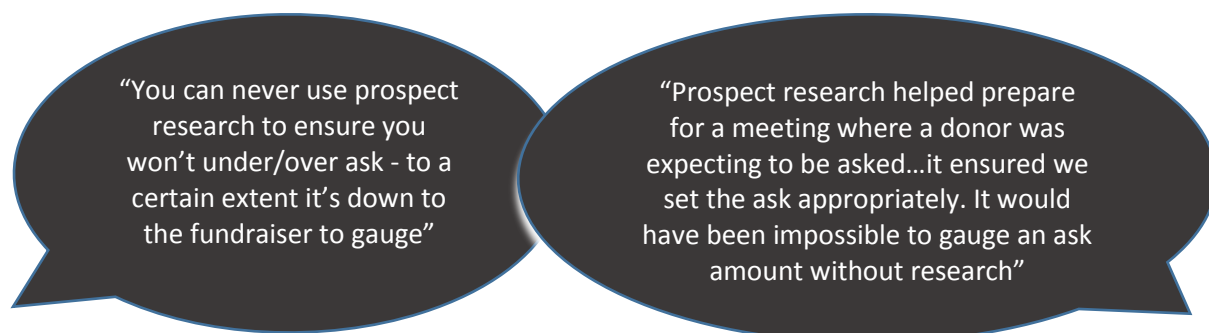 “You can never use prospect
research to ensure you
won’t under/over ask - to a
certain extent it’s down to
the fundraiser to gauge”
“Prospect research helped prepare
for a meeting where a donor was
expecting to be asked…it ensured we
set the ask appropriately. It would
have been impossible to gauge an ask
amount without research”